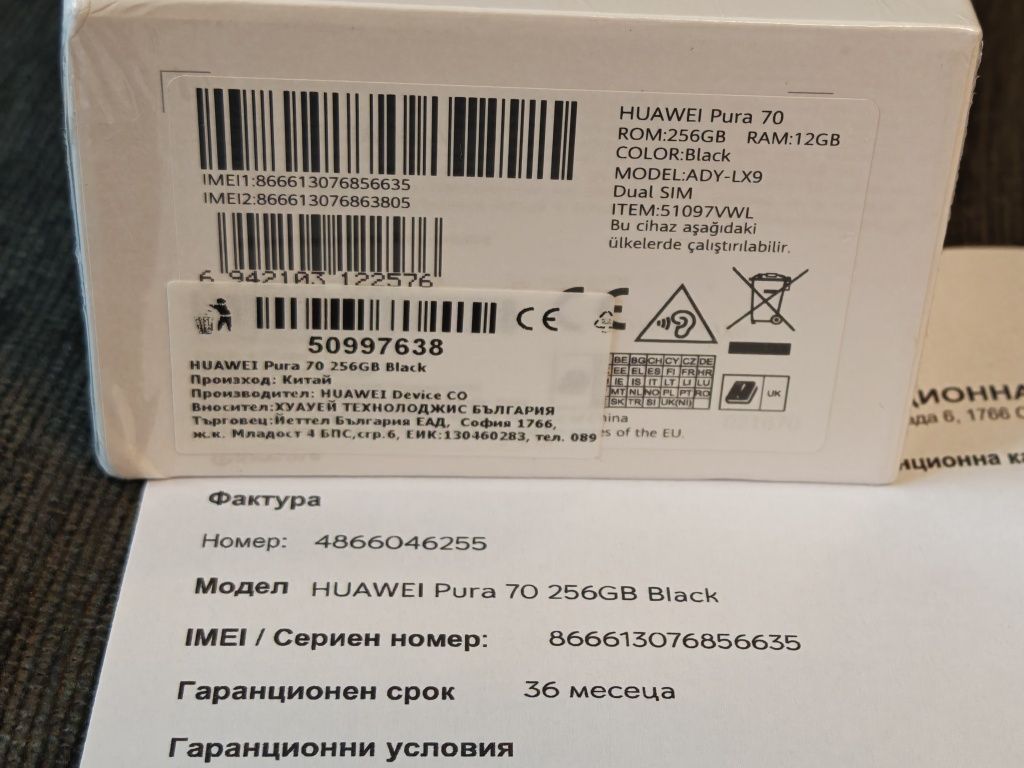 HUAWEI Pura 70
ROM:256GB RAM:12GB
COLOR:Black
MODEL:ADY-LX9
Dual SIM
ITEM:51097VWL
Bu cihaz aşağıdaki
ülkelerde çalıştırılabilir.
IMEI1:866613076856635
IMEI2:866613076863805
6 942103 122576
CE
50997638
HUAWEI Pura 70 256GB Black
Произход: Китай
Производител: HUAWEI Device CO
Вносител:ХУАУЕЙ ТЕХНОЛОДЖИС БЪЛГАРИЯ
Търговец:Йеттел България ЕАД, София 1766,
ж.к. Младост 4 БПС,сгр.6, ЕИК:130460283, тел. 089
BE BG CH CY CZ DE
EE EL ES FI FR HR
IE IS IT LT LI LU
MT NL NO PL PT RO
SK TR SI UK(NI)
UK
of the EU.
6, 1766
Фактура
Номер: 4866046255
Модел HUAWEI Pura 70 256GB Black
IMEI / Сериен номер: 866613076856635
Гаранционен срок 36 месеца
Гаранционни условия